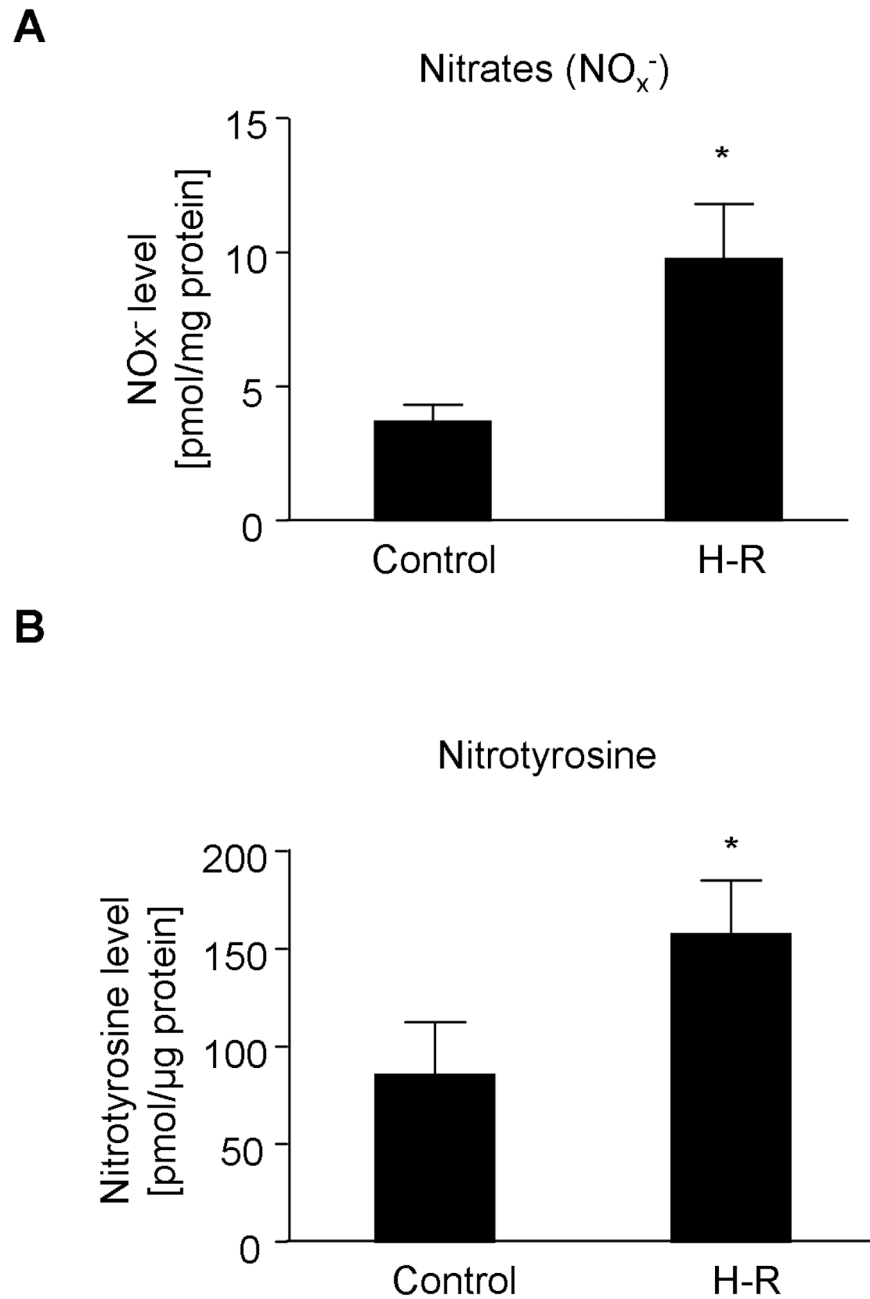 A
Nitrates (NOx-)
15
10
5
0
NOx- level
[pmol/mg protein]
*
Control
H-R
B
Nitrotyrosine
200
150
100
50
0
Nitrotyrosine level
[pmol/µg protein]
*
Control
H-R